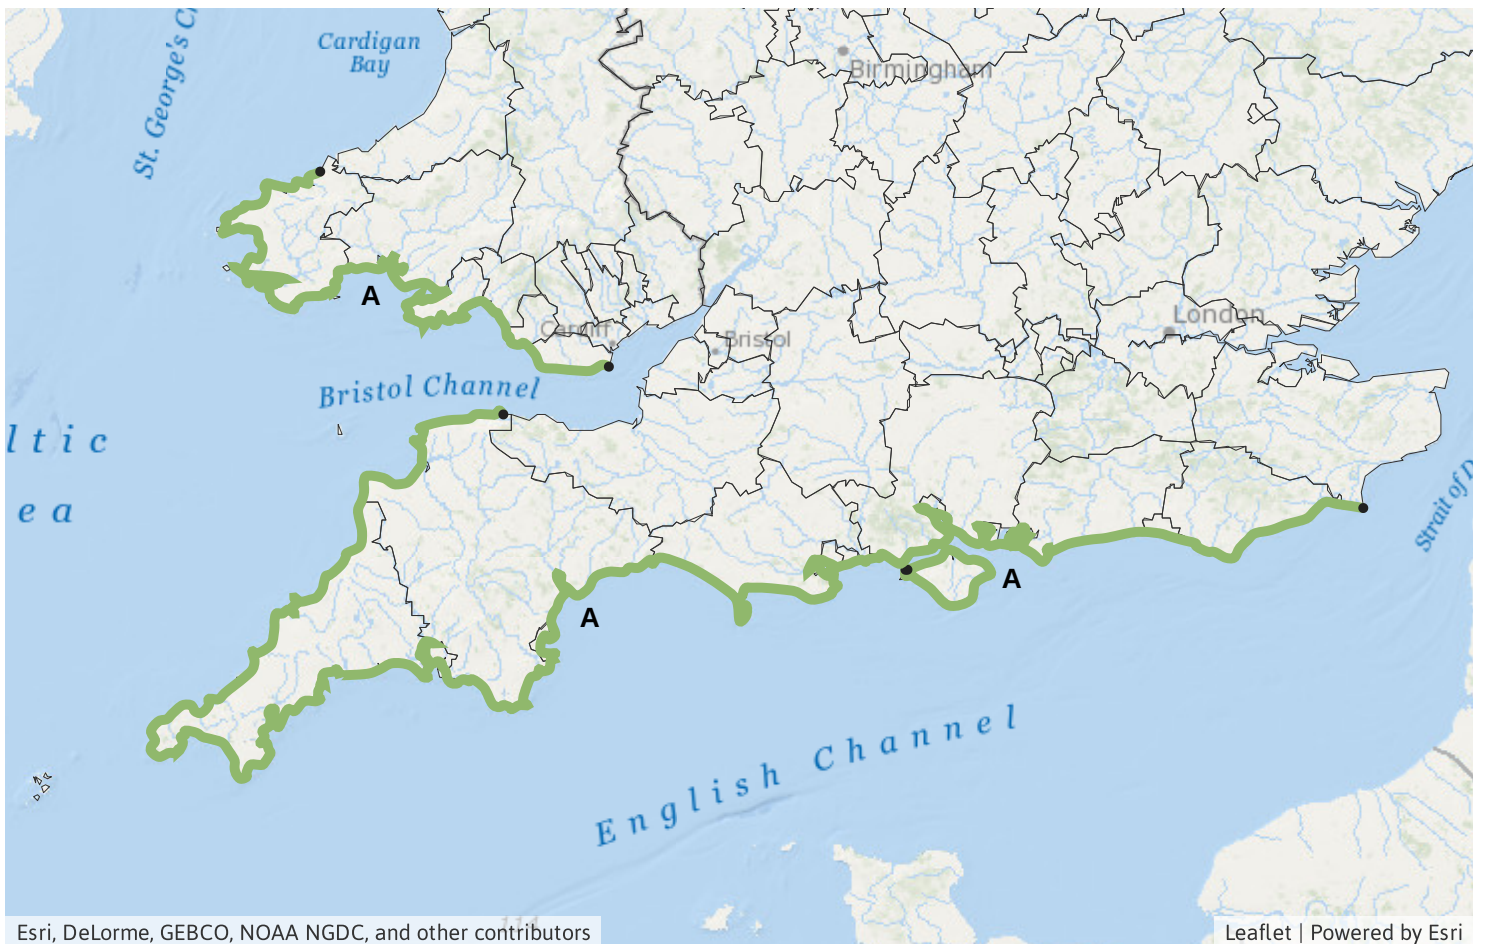 St. George's C
Cardigan
Bay
Birmingham
A
Cardiff
Bristol
London
Bristol Channel
ltic
ea
Strait of D
A
A
English Channel
Esri, DeLorme, GEBCO, NOAA NGDC, and other contributors
Leaflet | Powered by Esri